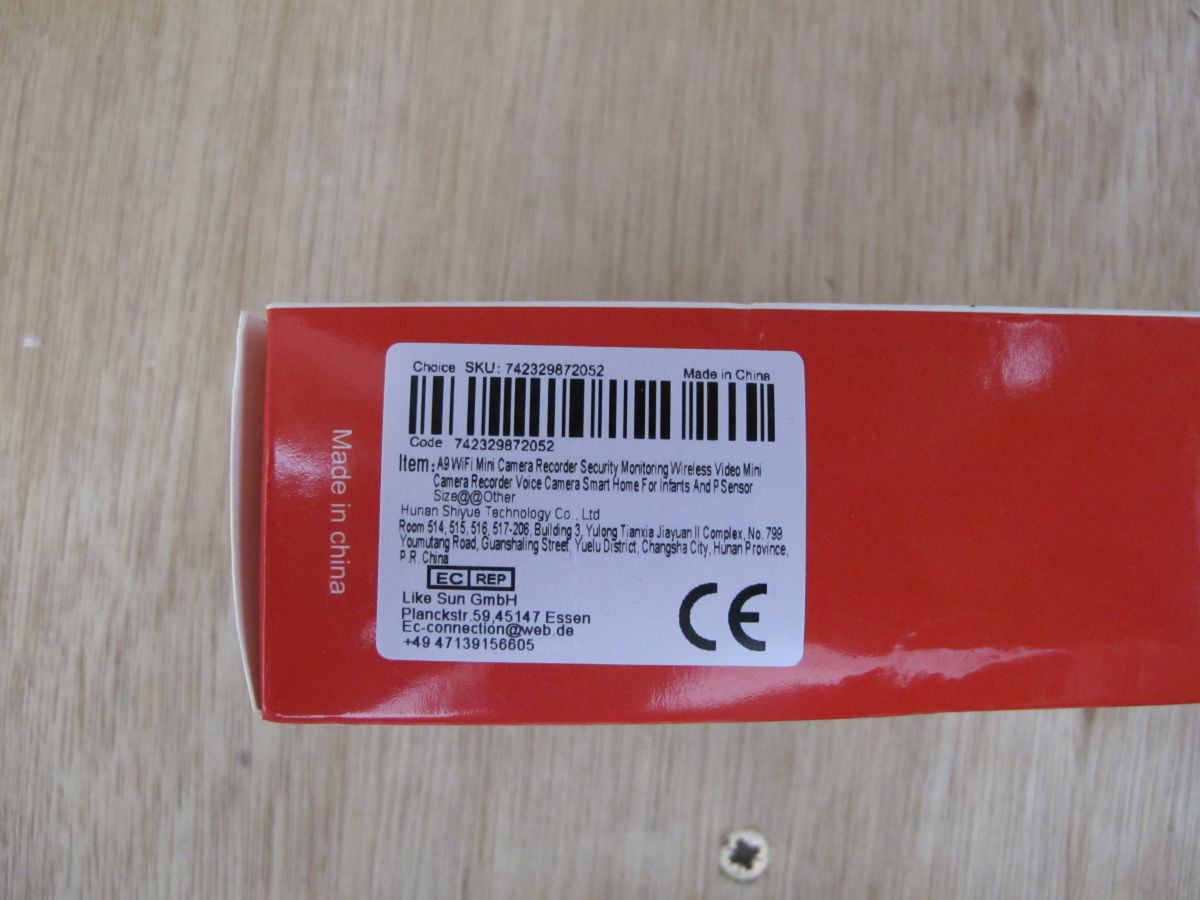 Made in china
Choice SKU: 742329872052 Made in China
Code: 742329872052
Item: A9 WiFi Mini Camera Recorder Security Monitoring Wireless Video Mini
Camera Recorder Voice Camera Smart Home For Infants And P Sensor
Size@@Other
Hunan Shiyue Technology Co., Ltd
Room 514, 515, 516, 517-206, Building 3, Yulong Tianxia Jiayuan II Complex, No. 799
Youmutang Road, Guanshaling Street, Yuelu District, Changsha City, Hunan Province,
P.R. China
EC REP
Like Sun GmbH
Planckstr.59,45147 Essen
Ec-connection@web.de
+49 47139156605
CE